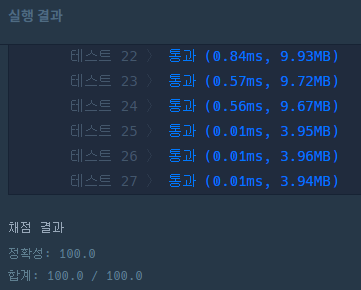 실행 결과
테스트 22 〉 통과 (0.84ms, 9.93MB)
테스트 23 〉 통과 (0.57ms, 9.72MB)
테스트 24 〉 통과 (0.56ms, 9.67MB)
테스트 25 〉 통과 (0.01ms, 3.95MB)
테스트 26 〉 통과 (0.01ms, 3.96MB)
테스트 27 〉 통과 (0.01ms, 3.94MB)
채점 결과
정확성: 100.0
합계: 100.0 / 100.0